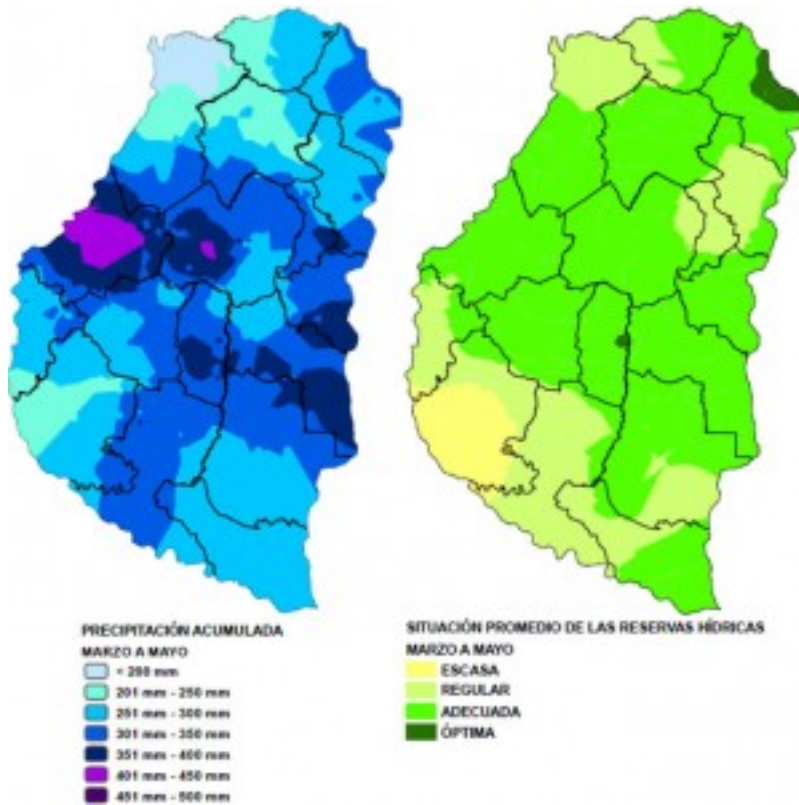 PRECIPITACIÓN ACUMULADA
MARZO A MAYO
< 200 mm
201 mm - 250 mm
251 mm - 300 mm
301 mm - 350 mm
351 mm - 400 mm
401 mm - 450 mm
451 mm - 500 mm
SITUACIÓN PROMEDIO DE LAS RESERVAS HÍDRICAS
MARZO A MAYO
ESCASA
REGULAR
ADECUADA
ÓPTIMA